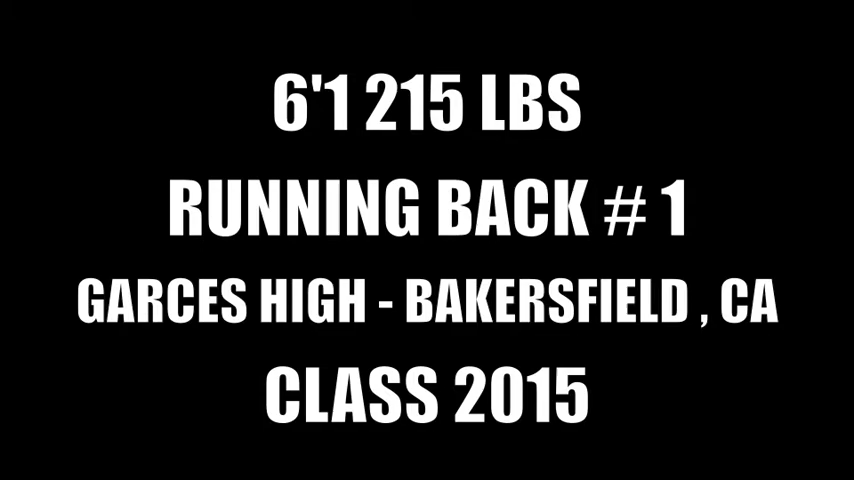 6'1 215 LBS
RUNNING BACK # 1
GARCES HIGH - BAKERSFIELD , CA
CLASS 2015